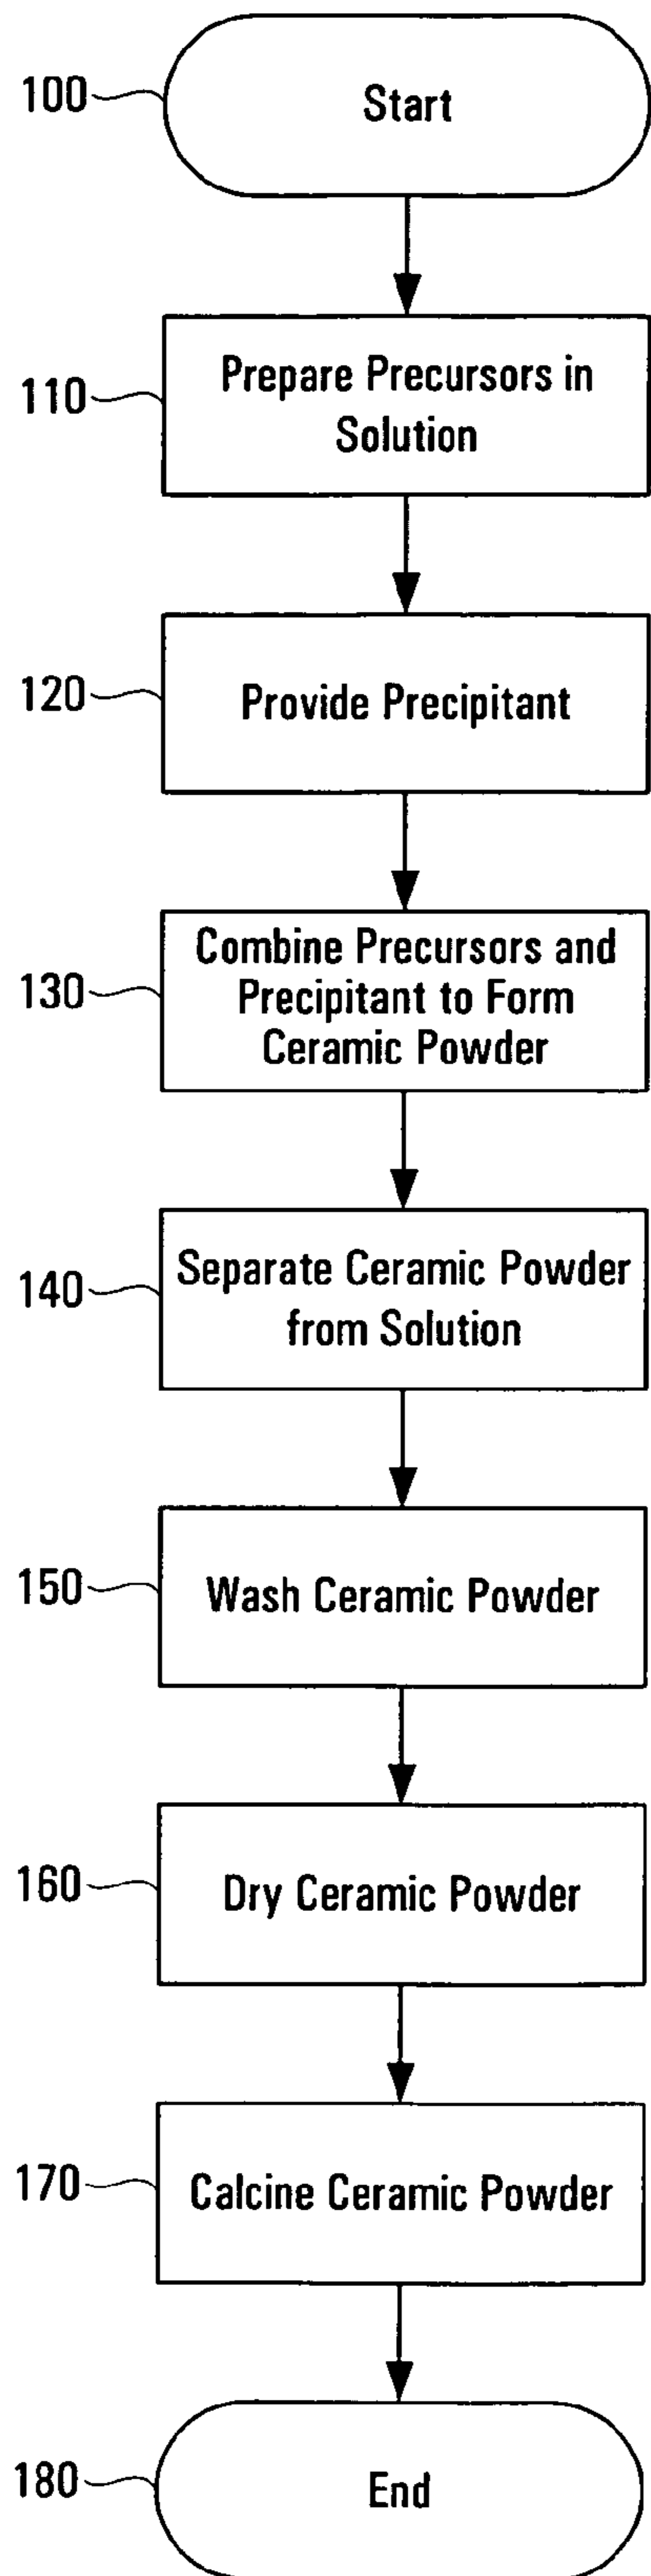 100
Start
110
Prepare Precursors in
Solution
120
Provide Precipitant
130
Combine Precursors and
Precipitant to Form
Ceramic Powder
140
Separate Ceramic Powder
from Solution
150
Wash Ceramic Powder
160
Dry Ceramic Powder
170
Calcine Ceramic Powder
180
End